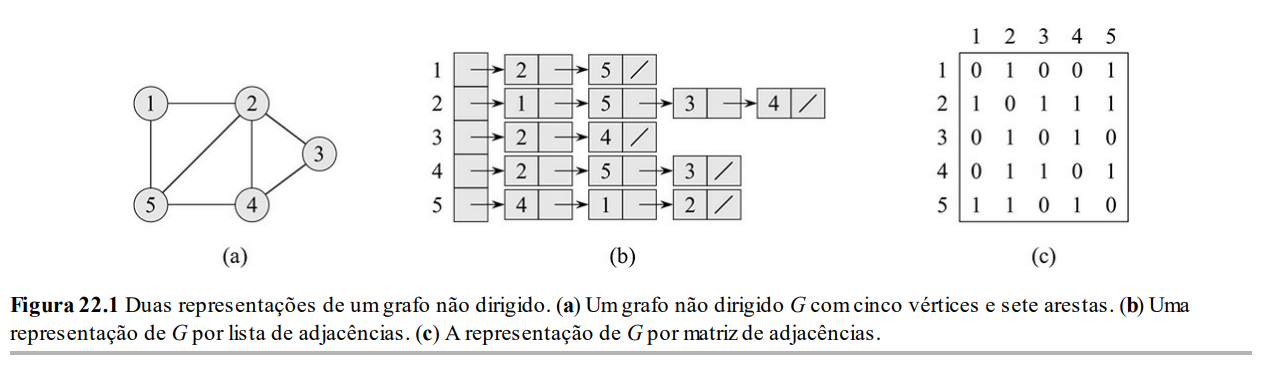 1 2 3 4 5
1 2 5
2 1 5 3 4
3 2 4
4 2 5 3
5 4 1 2
1 0 1 0 0 1
2 1 0 1 1 1
3 0 1 0 1 0
4 0 1 1 0 1
5 1 1 0 1 0
1 2
3
5 4
(a) (b) (c)
Figura 22.1 Duas representações de um grafo não dirigido. (a) Um grafo não dirigido G com cinco vértices e sete arestas. (b) Uma
representação de G por lista de adjacências. (c) A representação de G por matriz de adjacências.